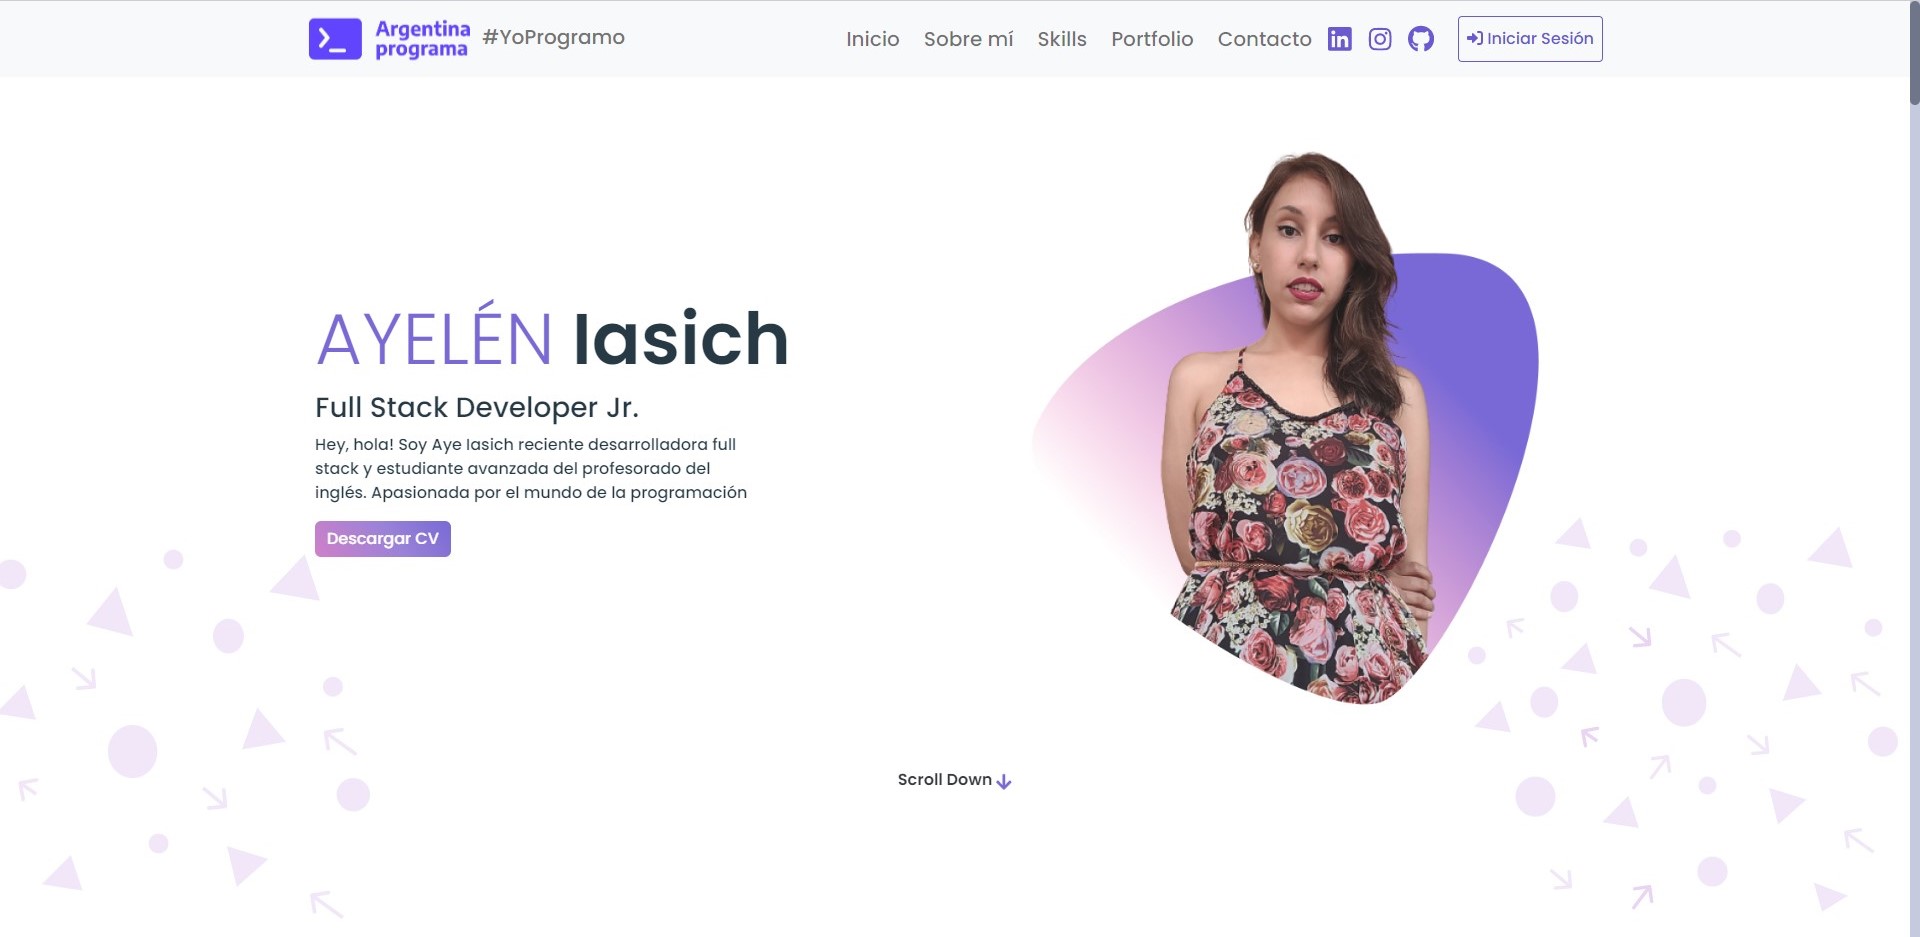 Argentina
programa
#YoProgramo
Inicio
Sobre mí
Skills
Portfolio
Contacto
in
Iniciar Sesión
AYELÉN Iasich
Full Stack Developer Jr.
Hey, hola! Soy Aye Iasich reciente desarrolladora full
stack y estudiante avanzada del profesorado del
inglés. Apasionada por el mundo de la programación
Descargar CV
Scroll Down